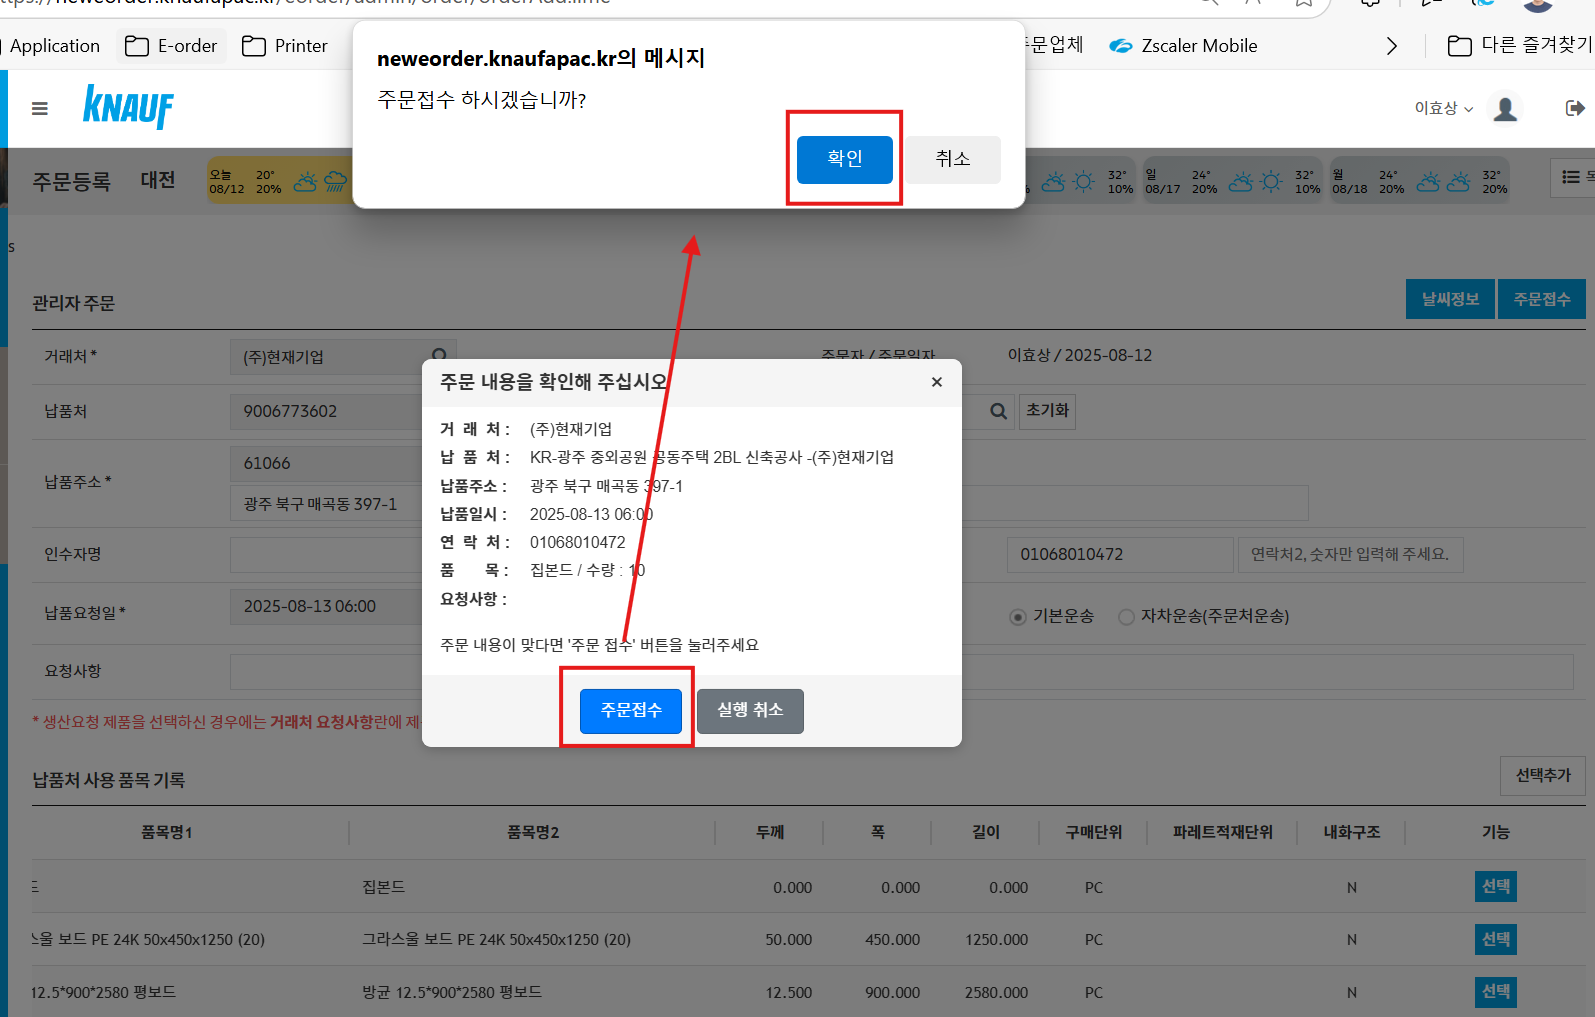 Application
E-order
Printer
주문업체
Zscaler Mobile
다른 즐겨찾기
neweorder.knaufapac.kr의 메시지
주문접수 하시겠습니까?
확인
취소
KNAUF
이효상
주문등록
대전
오늘
08/12
20°
20%
32°
10%
일
08/17
24°
20%
32°
10%
월
08/18
24°
20%
32°
20%
s
관리자 주문
날씨정보
주문접수
거래처 *
(주)현재기업
주문자 / 주문일자
이효상 / 2025-08-12
납품처
9006773602
초기화
납품주소 *
61066
광주 북구 매곡동 397-1
인수자명
01068010472
연락처2, 숫자만 입력해 주세요.
납품요청일 *
2025-08-13 06:00
기본운송
자차운송(주문처운송)
요청사항
* 생산요청 제품을 선택하신 경우에는 거래처 요청사항란에 제
주문 내용을 확인해 주십시오
×
거 래 처 : (주)현재기업
납 품 처 : KR-광주 중외공원 공동주택 2BL 신축공사 -(주)현재기업
납품주소 : 광주 북구 매곡동 397-1
납품일시 : 2025-08-13 06:00
연 락 처 : 01068010472
품 목 : 집본드 / 수량 : 10
요청사항 :
주문 내용이 맞다면 '주문 접수' 버튼을 눌러주세요
주문접수
실행 취소
납품처 사용 품목 기록
선택추가
품목명1 품목명2 두께 폭 길이 구매단위 파레트적재단위 내화구조 기능
드 집본드 0.000 0.000 0.000 PC N 선택
스울 보드 PE 24K 50x450x1250 (20) 그라스울 보드 PE 24K 50x450x1250 (20) 50.000 450.000 1250.000 PC N 선택
12.5*900*2580 평보드 방균 12.5*900*2580 평보드 12.500 900.000 2580.000 PC N 선택